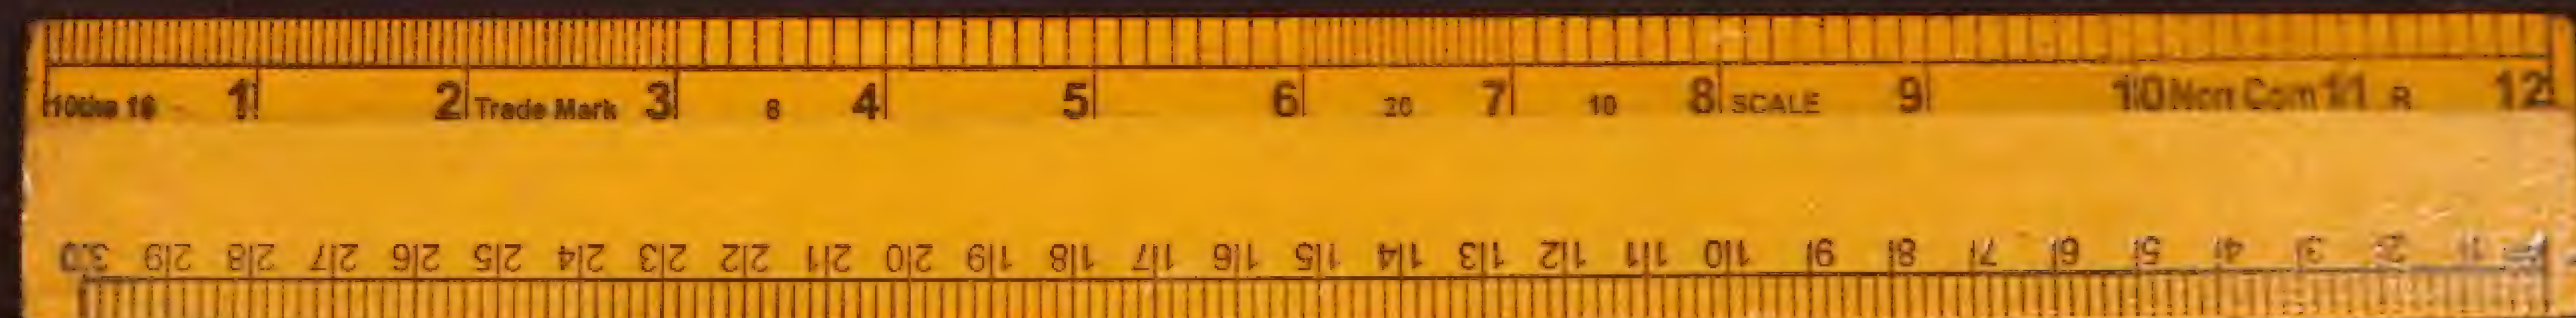 10ths 16 1 2 Trade Mark 3 8 4 5 6 20 7 10 8 SCALE 9 10 Non Com 11 R 12
1 2 3 4 5 6 7 8 9 10 11 12 13 14 15 16 17 18 19 20 21 22 23 24 25 26 27 28 29 30